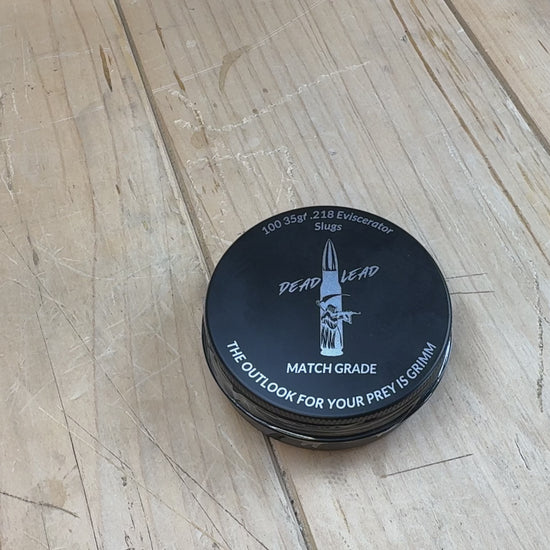 100 35gr .218 Eviscerator
Slugs
DEAD LEAD
MATCH GRADE
THE OUTLOOK FOR YOUR PREY IS GRIMM